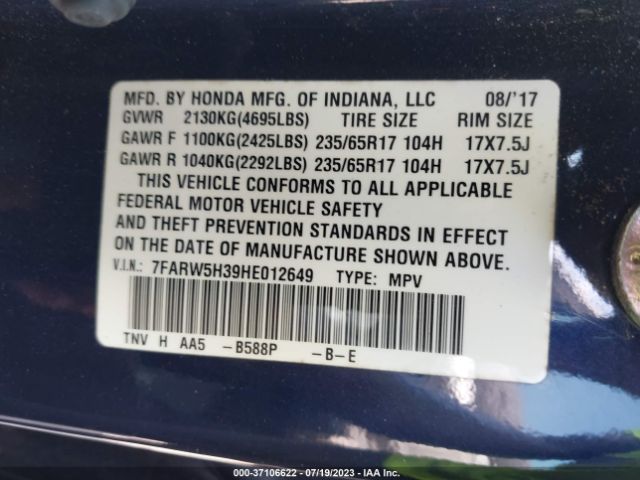 MFD. BY HONDA MFG. OF INDIANA, LLC 08/'17
GVWR 2130KG(4695LBS) TIRE SIZE RIM SIZE
GAWR F 1100KG(2425LBS) 235/65R17 104H 17X7.5J
GAWR R 1040KG(2292LBS) 235/65R17 104H 17X7.5J
THIS VEHICLE CONFORMS TO ALL APPLICABLE
FEDERAL MOTOR VEHICLE SAFETY
AND THEFT PREVENTION STANDARDS IN EFFECT
ON THE DATE OF MANUFACTURE SHOWN ABOVE.
V.I.N.: 7FARW5H39HE012649 TYPE: MPV
TNV H AA5 -B588P -B-E
000-37106622 - 07/19/2023 - IAA Inc.